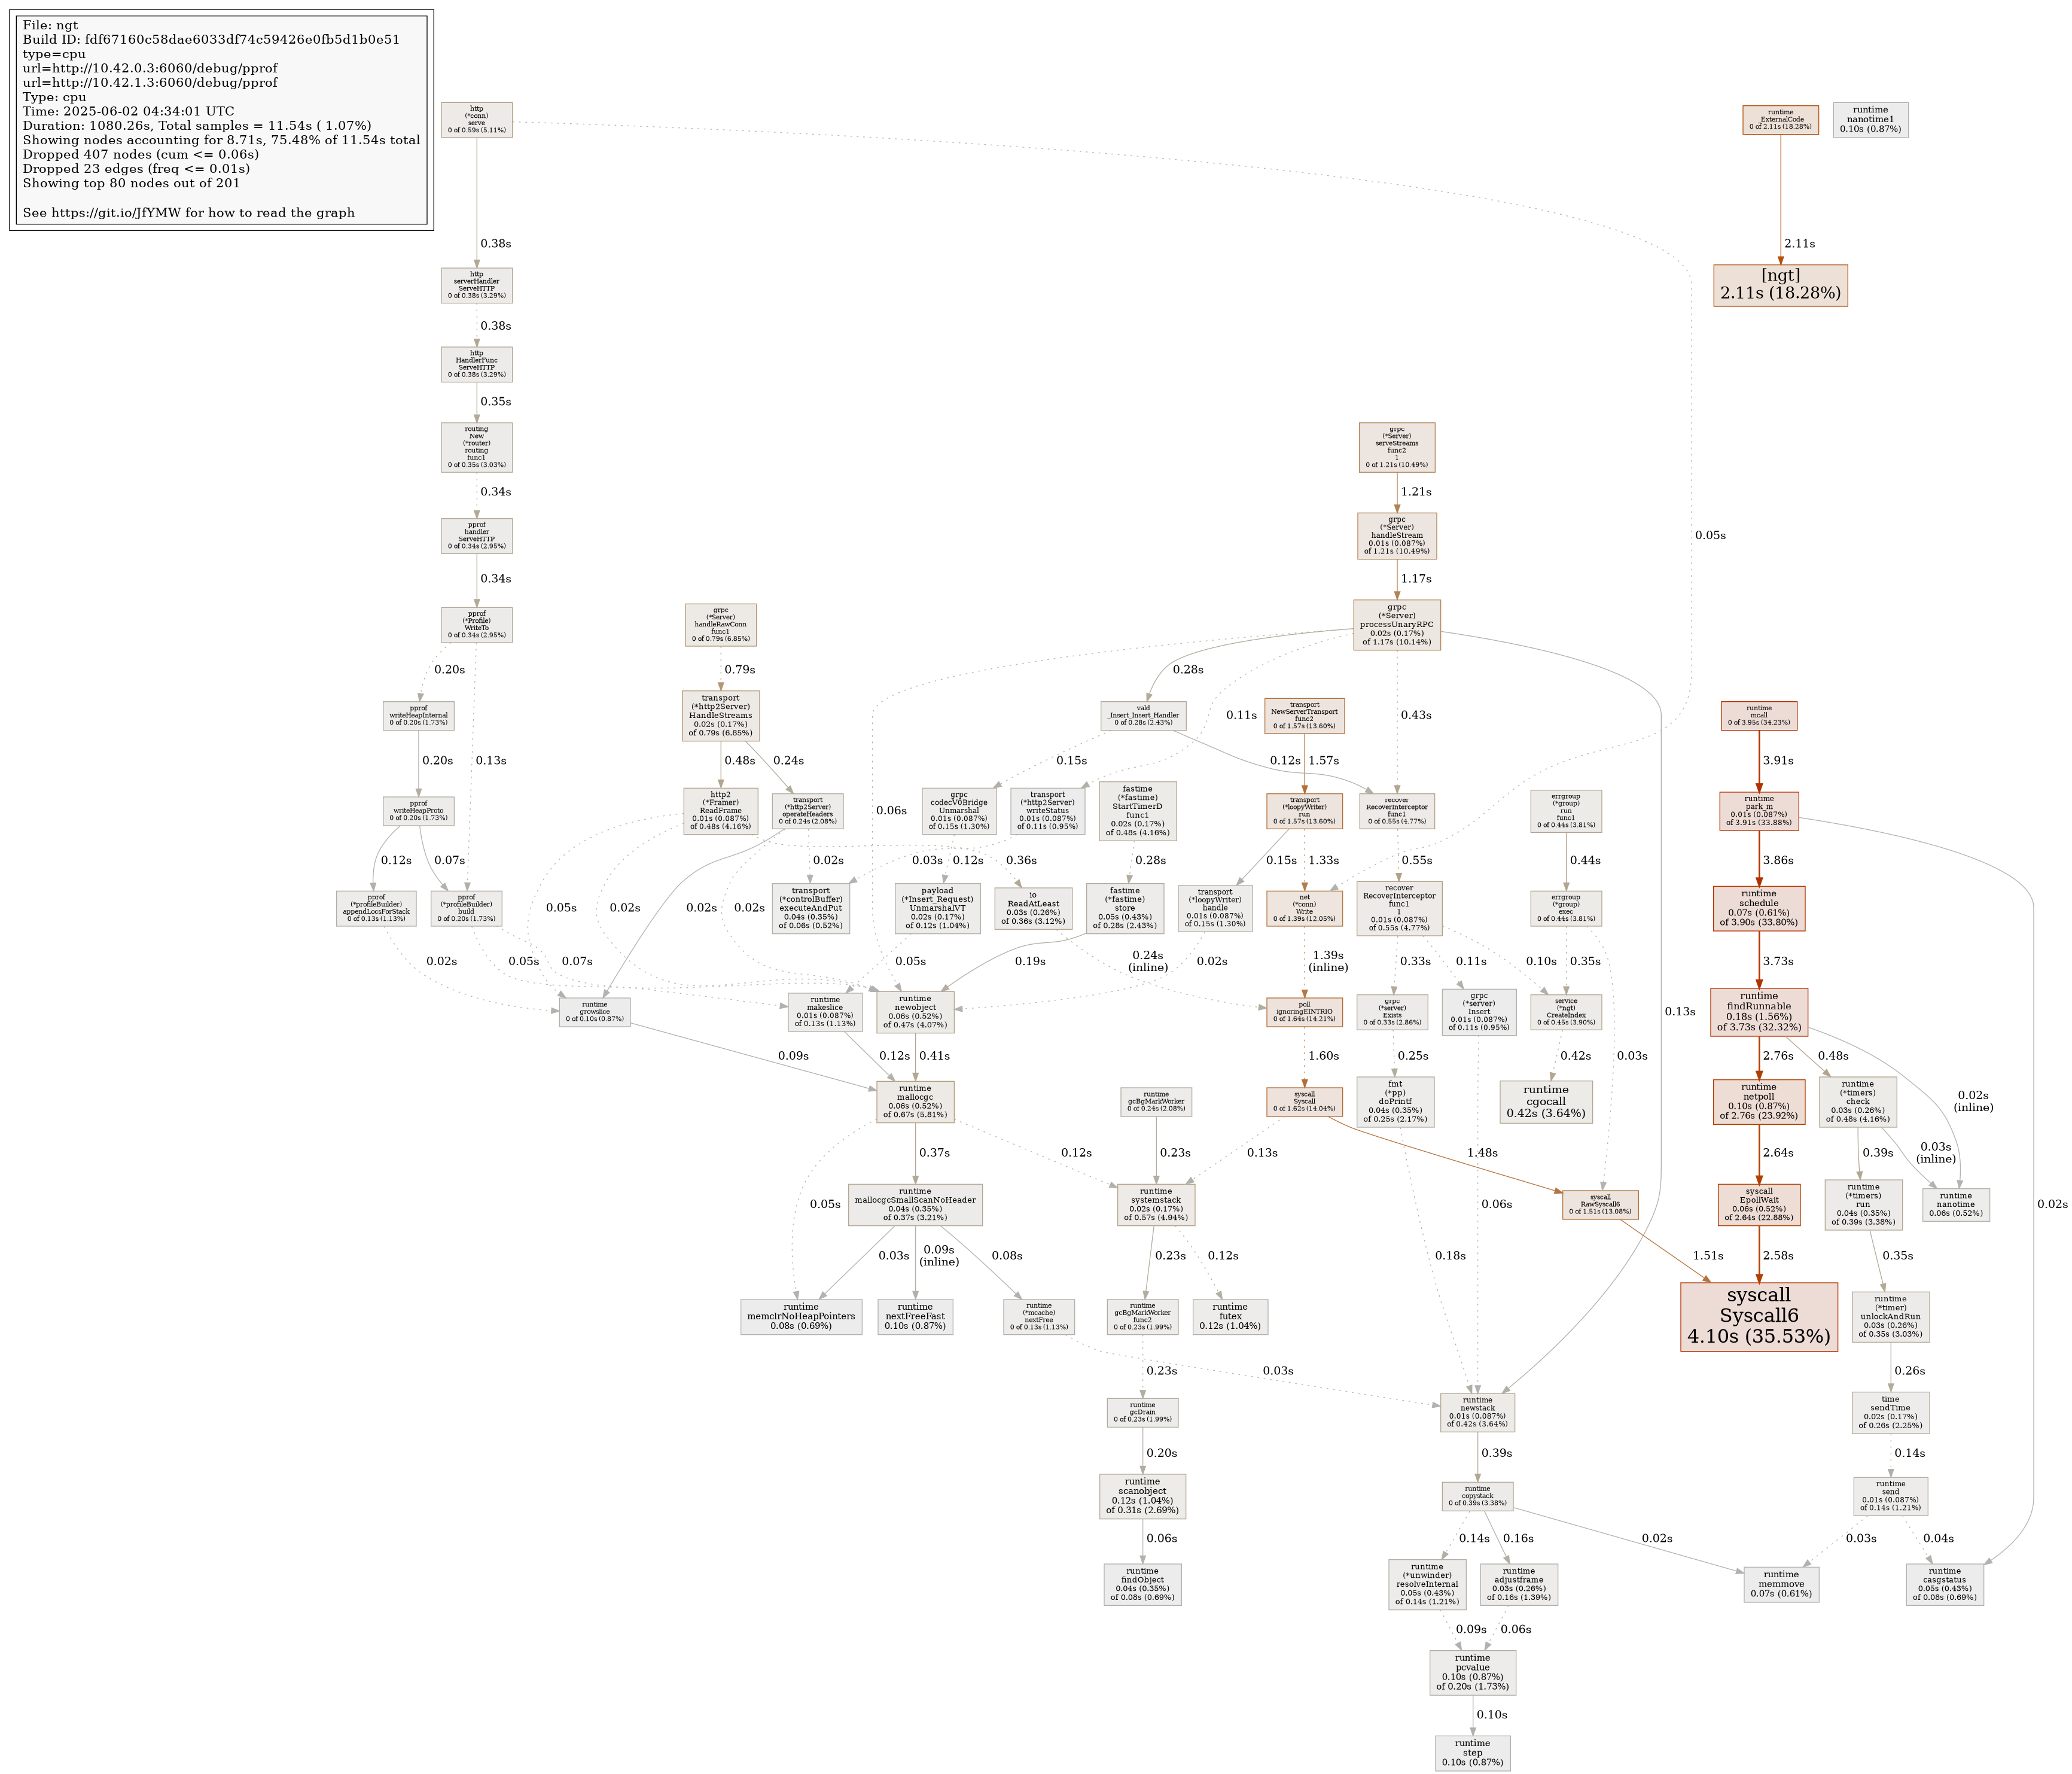 File: ngt
Build ID: fdf67160c58dae6033df74c59426e0fb5d1b0e51
type=cpu
url=http://10.42.0.3:6060/debug/pprof
url=http://10.42.1.3:6060/debug/pprof
Type: cpu
Time: 2025-06-02 04:34:01 UTC
Duration: 1080.26s, Total samples = 11.54s ( 1.07%)
Showing nodes accounting for 8.71s, 75.48% of 11.54s total
Dropped 407 nodes (cum <= 0.06s)
Dropped 23 edges (freq <= 0.01s)
Showing top 80 nodes out of 201
See https://git.io/JfYMW for how to read the graph
http
(*conn)
serve
0 of 0.59s (5.11%)
runtime
_ExternalCode
0 of 2.11s (18.28%)
runtime
nanotime1
0.10s (0.87%)
0.38s
2.11s
http
serverHandler
ServeHTTP
0 of 0.38s (3.29%)
[ngt]
2.11s (18.28%)
0.38s
http
HandlerFunc
ServeHTTP
0 of 0.38s (3.29%)
0.35s
routing
New
(*router)
routing
func1
0 of 0.35s (3.03%)
grpc
(*Server)
serveStreams
func2
1
0 of 1.21s (10.49%)
0.34s
1.21s
pprof
handler
ServeHTTP
0 of 0.34s (2.95%)
grpc
(*Server)
handleStream
0.01s (0.087%)
of 1.21s (10.49%)
0.05s
0.34s
1.17s
pprof
(*Profile)
WriteTo
0 of 0.34s (2.95%)
grpc
(*Server)
handleRawConn
func1
0 of 0.79s (6.85%)
grpc
(*Server)
processUnaryRPC
0.02s (0.17%)
of 1.17s (10.14%)
0.20s
0.79s
0.28s
pprof
writeHeapInternal
0 of 0.20s (1.73%)
transport
(*http2Server)
HandleStreams
0.02s (0.17%)
of 0.79s (6.85%)
vald
_Insert_Insert_Handler
0 of 0.28s (2.43%)
0.11s
transport
NewServerTransport
func2
0 of 1.57s (13.60%)
0.43s
runtime
mcall
0 of 3.95s (34.23%)
0.20s
0.13s
0.48s
0.24s
0.15s
0.12s
1.57s
3.91s
pprof
writeHeapProto
0 of 0.20s (1.73%)
http2
(*Framer)
ReadFrame
0.01s (0.087%)
of 0.48s (4.16%)
transport
(*http2Server)
operateHeaders
0 of 0.24s (2.08%)
0.06s
grpc
codecV0Bridge
Unmarshal
0.01s (0.087%)
of 0.15s (1.30%)
transport
(*http2Server)
writeStatus
0.01s (0.087%)
of 0.11s (0.95%)
fastime
(*fastime)
StartTimerD
func1
0.02s (0.17%)
of 0.48s (4.16%)
transport
(*loopyWriter)
run
0 of 1.57s (13.60%)
recover
RecoverInterceptor
func1
0 of 0.55s (4.77%)
errgroup
(*group)
run
func1
0 of 0.44s (3.81%)
runtime
park_m
0.01s (0.087%)
of 3.91s (33.88%)
0.12s
0.07s
0.02s
0.03s
0.12s
0.36s
0.28s
0.15s
1.33s
0.55s
0.44s
3.86s
pprof
(*profileBuilder)
appendLocsForStack
0 of 0.13s (1.13%)
pprof
(*profileBuilder)
build
0 of 0.20s (1.73%)
0.05s
0.02s
0.02s
0.02s
transport
(*controlBuffer)
executeAndPut
0.04s (0.35%)
of 0.06s (0.52%)
payload
(*Insert_Request)
UnmarshalVT
0.02s (0.17%)
of 0.12s (1.04%)
io
ReadAtLeast
0.03s (0.26%)
of 0.36s (3.12%)
fastime
(*fastime)
store
0.05s (0.43%)
of 0.28s (2.43%)
transport
(*loopyWriter)
handle
0.01s (0.087%)
of 0.15s (1.30%)
net
(*conn)
Write
0 of 1.39s (12.05%)
recover
RecoverInterceptor
func1
1
0.01s (0.087%)
of 0.55s (4.77%)
errgroup
(*group)
exec
0 of 0.44s (3.81%)
runtime
schedule
0.07s (0.61%)
of 3.90s (33.80%)
0.02s
0.05s
0.07s
0.05s
0.19s
0.24s
(inline)
0.02s
1.39s
(inline)
0.33s
0.11s
0.10s
0.35s
3.73s
runtime
growslice
0 of 0.10s (0.87%)
runtime
makeslice
0.01s (0.087%)
of 0.13s (1.13%)
runtime
newobject
0.06s (0.52%)
of 0.47s (4.07%)
poll
ignoringEINTRIO
0 of 1.64s (14.21%)
grpc
(*server)
Exists
0 of 0.33s (2.86%)
grpc
(*server)
Insert
0.01s (0.087%)
of 0.11s (0.95%)
service
(*ngt)
CreateIndex
0 of 0.45s (3.90%)
0.13s
runtime
findRunnable
0.18s (1.56%)
of 3.73s (32.32%)
0.09s
0.12s
0.41s
1.60s
0.25s
0.42s
0.03s
2.76s
0.48s
runtime
mallocgc
0.06s (0.52%)
of 0.67s (5.81%)
runtime
gcBgMarkWorker
0 of 0.24s (2.08%)
syscall
Syscall
0 of 1.62s (14.04%)
fmt
(*pp)
doPrintf
0.04s (0.35%)
of 0.25s (2.17%)
runtime
cgocall
0.42s (3.64%)
runtime
netpoll
0.10s (0.87%)
of 2.76s (23.92%)
runtime
(*timers)
check
0.03s (0.26%)
of 0.48s (4.16%)
0.02s
(inline)
0.37s
0.12s
0.23s
0.13s
1.48s
2.64s
0.39s
0.03s
(inline)
0.05s
runtime
mallocgcSmallScanNoHeader
0.04s (0.35%)
of 0.37s (3.21%)
runtime
systemstack
0.02s (0.17%)
of 0.57s (4.94%)
0.06s
syscall
RawSyscall6
0 of 1.51s (13.08%)
syscall
EpollWait
0.06s (0.52%)
of 2.64s (22.88%)
runtime
(*timers)
run
0.04s (0.35%)
of 0.39s (3.38%)
runtime
nanotime
0.06s (0.52%)
0.02s
0.03s
0.09s
(inline)
0.08s
0.23s
0.12s
0.18s
1.51s
2.58s
0.35s
runtime
memclrNoHeapPointers
0.08s (0.69%)
runtime
nextFreeFast
0.10s (0.87%)
runtime
(*mcache)
nextFree
0 of 0.13s (1.13%)
runtime
gcBgMarkWorker
func2
0 of 0.23s (1.99%)
runtime
futex
0.12s (1.04%)
syscall
Syscall6
4.10s (35.53%)
runtime
(*timer)
unlockAndRun
0.03s (0.26%)
of 0.35s (3.03%)
0.23s
0.03s
0.26s
runtime
gcDrain
0 of 0.23s (1.99%)
runtime
newstack
0.01s (0.087%)
of 0.42s (3.64%)
time
sendTime
0.02s (0.17%)
of 0.26s (2.25%)
0.20s
0.39s
0.14s
runtime
scanobject
0.12s (1.04%)
of 0.31s (2.69%)
runtime
copystack
0 of 0.39s (3.38%)
runtime
send
0.01s (0.087%)
of 0.14s (1.21%)
0.06s
0.14s
0.16s
0.02s
0.03s
0.04s
runtime
findObject
0.04s (0.35%)
of 0.08s (0.69%)
runtime
(*unwinder)
resolveInternal
0.05s (0.43%)
of 0.14s (1.21%)
runtime
adjustframe
0.03s (0.26%)
of 0.16s (1.39%)
runtime
memmove
0.07s (0.61%)
runtime
casgstatus
0.05s (0.43%)
of 0.08s (0.69%)
0.09s
0.06s
runtime
pcvalue
0.10s (0.87%)
of 0.20s (1.73%)
0.10s
runtime
step
0.10s (0.87%)